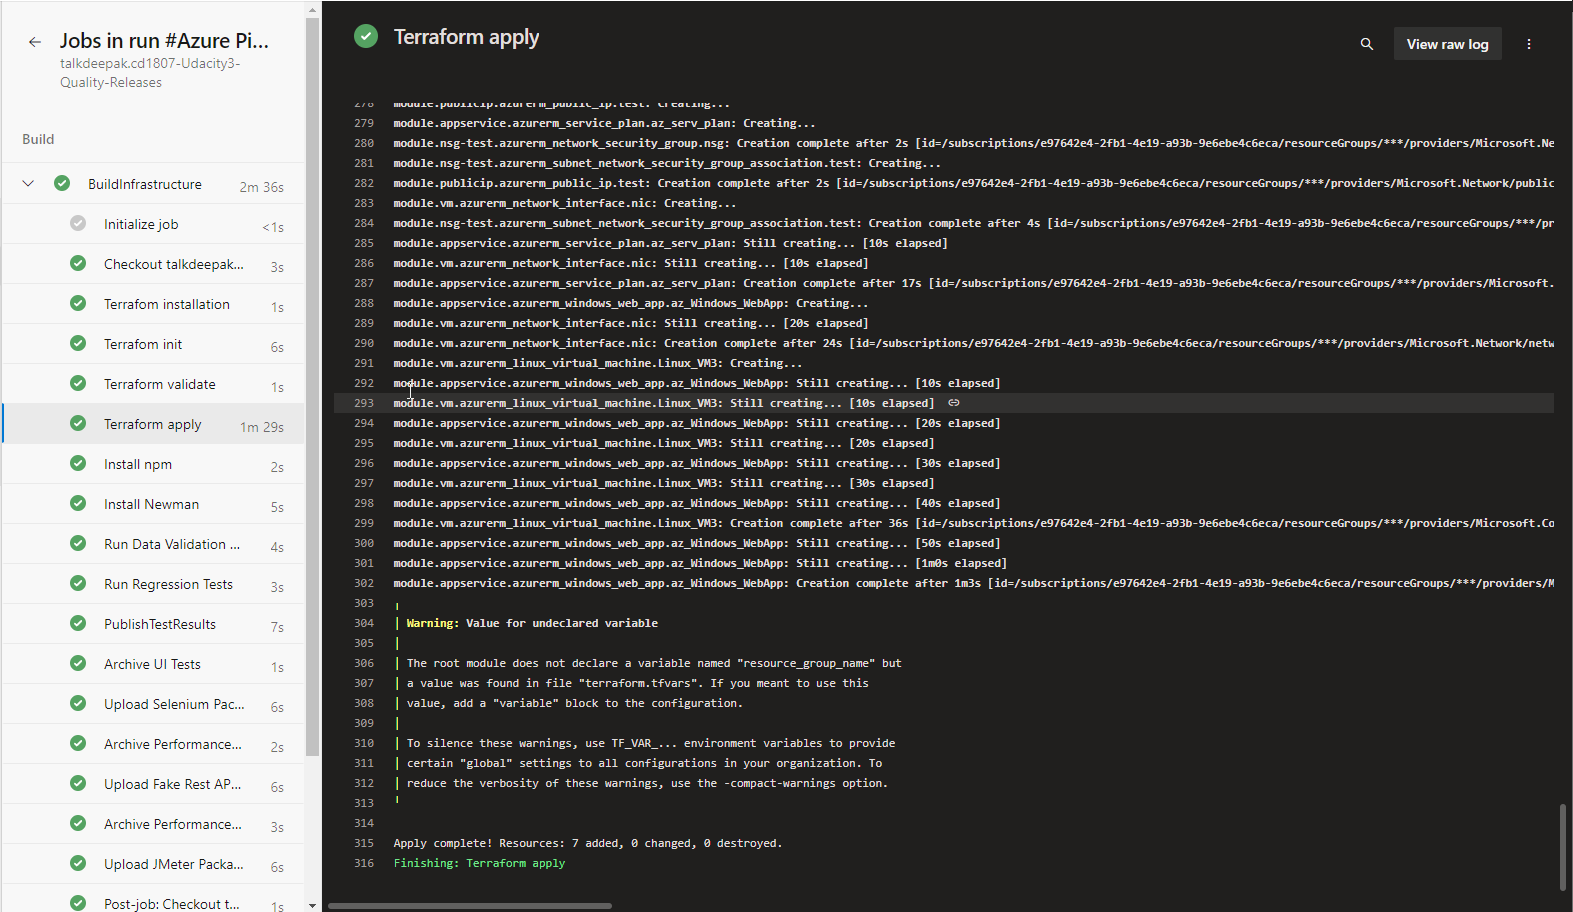 Jobs in run #Azure Pi...
talkdeepak.cd1807-Udacity3-
Quality-Releases
Build
BuildInfrastructure 2m 36s
Initialize job <1s
Checkout talkdeepak... 3s
Terrafom installation 1s
Terrafom init 6s
Terraform validate 1s
Terraform apply 1m 29s
Install npm 2s
Install Newman 5s
Run Data Validation ... 4s
Run Regression Tests 3s
PublishTestResults 7s
Archive UI Tests 1s
Upload Selenium Pac... 6s
Archive Performance... 2s
Upload Fake Rest AP... 6s
Archive Performance... 3s
Upload JMeter Packa... 6s
Post-job: Checkout t... 1s
Terraform apply
View raw log
278 module.publicip.azurerm_public_ip.test: Creating...
279 module.appservice.azurerm_service_plan.az_serv_plan: Creating...
280 module.nsg-test.azurerm_network_security_group.nsg: Creation complete after 2s [id=/subscriptions/e97642e4-2fb1-4e19-a93b-9e6ebe4c6eca/resourceGroups/***/providers/Microsoft.Ne
281 module.nsg-test.azurerm_subnet_network_security_group_association.test: Creating...
282 module.publicip.azurerm_public_ip.test: Creation complete after 2s [id=/subscriptions/e97642e4-2fb1-4e19-a93b-9e6ebe4c6eca/resourceGroups/***/providers/Microsoft.Network/public
283 module.vm.azurerm_network_interface.nic: Creating...
284 module.nsg-test.azurerm_subnet_network_security_group_association.test: Creation complete after 4s [id=/subscriptions/e97642e4-2fb1-4e19-a93b-9e6ebe4c6eca/resourceGroups/***/pr
285 module.appservice.azurerm_service_plan.az_serv_plan: Still creating... [10s elapsed]
286 module.vm.azurerm_network_interface.nic: Still creating... [10s elapsed]
287 module.appservice.azurerm_service_plan.az_serv_plan: Creation complete after 17s [id=/subscriptions/e97642e4-2fb1-4e19-a93b-9e6ebe4c6eca/resourceGroups/***/providers/Microsoft.
288 module.appservice.azurerm_windows_web_app.az_Windows_WebApp: Creating...
289 module.vm.azurerm_network_interface.nic: Still creating... [20s elapsed]
290 module.vm.azurerm_network_interface.nic: Creation complete after 24s [id=/subscriptions/e97642e4-2fb1-4e19-a93b-9e6ebe4c6eca/resourceGroups/***/providers/Microsoft.Network/netw
291 module.vm.azurerm_linux_virtual_machine.Linux_VM3: Creating...
292 module.appservice.azurerm_windows_web_app.az_Windows_WebApp: Still creating... [10s elapsed]
293 module.vm.azurerm_linux_virtual_machine.Linux_VM3: Still creating... [10s elapsed]
294 module.appservice.azurerm_windows_web_app.az_Windows_WebApp: Still creating... [20s elapsed]
295 module.vm.azurerm_linux_virtual_machine.Linux_VM3: Still creating... [20s elapsed]
296 module.appservice.azurerm_windows_web_app.az_Windows_WebApp: Still creating... [30s elapsed]
297 module.vm.azurerm_linux_virtual_machine.Linux_VM3: Still creating... [30s elapsed]
298 module.appservice.azurerm_windows_web_app.az_Windows_WebApp: Still creating... [40s elapsed]
299 module.vm.azurerm_linux_virtual_machine.Linux_VM3: Creation complete after 36s [id=/subscriptions/e97642e4-2fb1-4e19-a93b-9e6ebe4c6eca/resourceGroups/***/providers/Microsoft.Co
300 module.appservice.azurerm_windows_web_app.az_Windows_WebApp: Still creating... [50s elapsed]
301 module.appservice.azurerm_windows_web_app.az_Windows_WebApp: Still creating... [1m0s elapsed]
302 module.appservice.azurerm_windows_web_app.az_Windows_WebApp: Creation complete after 1m3s [id=/subscriptions/e97642e4-2fb1-4e19-a93b-9e6ebe4c6eca/resourceGroups/***/providers/M
303
304 Warning: Value for undeclared variable
305
306 The root module does not declare a variable named "resource_group_name" but
307 a value was found in file "terraform.tfvars". If you meant to use this
308 value, add a "variable" block to the configuration.
309
310 To silence these warnings, use TF_VAR_... environment variables to provide
311 certain "global" settings to all configurations in your organization. To
312 reduce the verbosity of these warnings, use the -compact-warnings option.
313
314
315 Apply complete! Resources: 7 added, 0 changed, 0 destroyed.
316 Finishing: Terraform apply